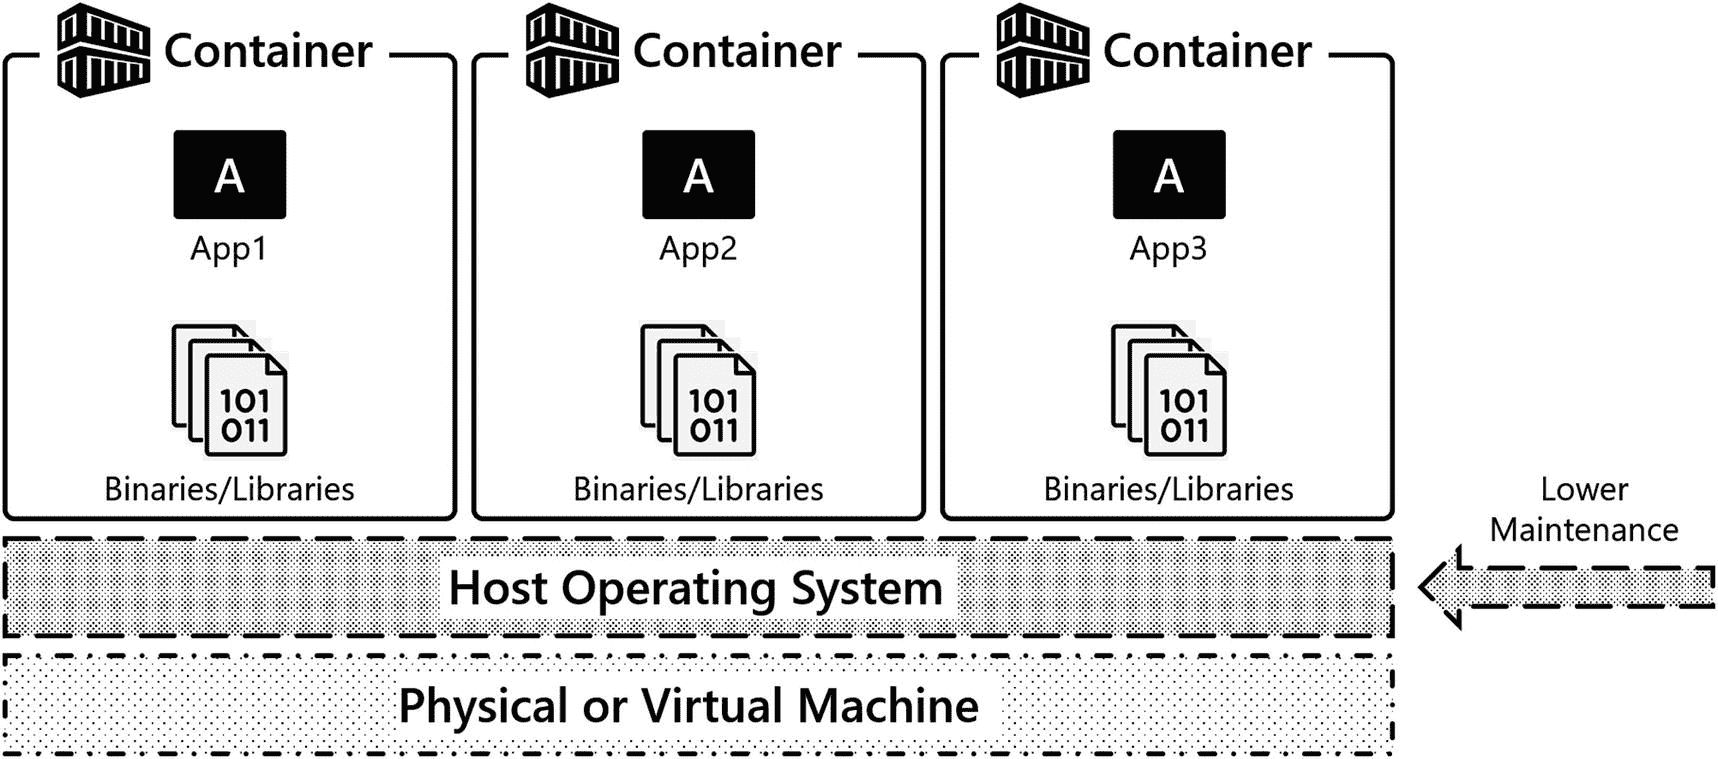 Container
Container
Container
A
A
A
App1
App2
App3
101
011
101
011
101
011
Binaries/Libraries
Binaries/Libraries
Binaries/Libraries
Lower
Maintenance
Host Operating System
Physical or Virtual Machine